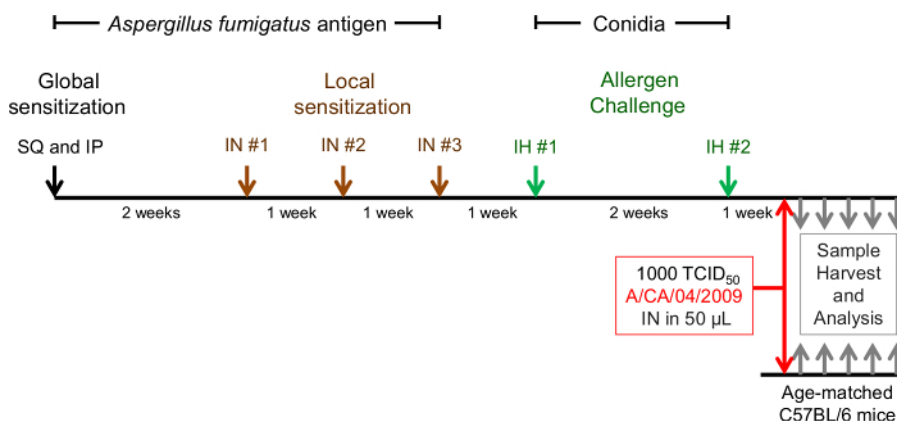 Aspergillus fumigatus antigen
Conidia
Global
sensitization
Local
sensitization
Allergen
Challenge
SQ and IP
IN #1
IN #2
IN #3
IH #1
IH #2
2 weeks
1 week
1 week
1 week
2 weeks
1 week
1000 TCID50
A/CA/04/2009
IN in 50 µL
Sample
Harvest
and
Analysis
Age-matched
C57BL/6 mice